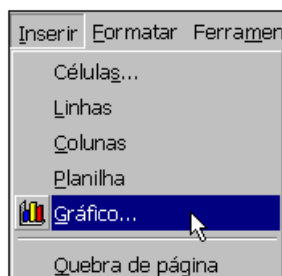 Inserir Formatar Ferramen
Células...
Linhas
Colunas
Planilha
Gráfico...
Quebra de página